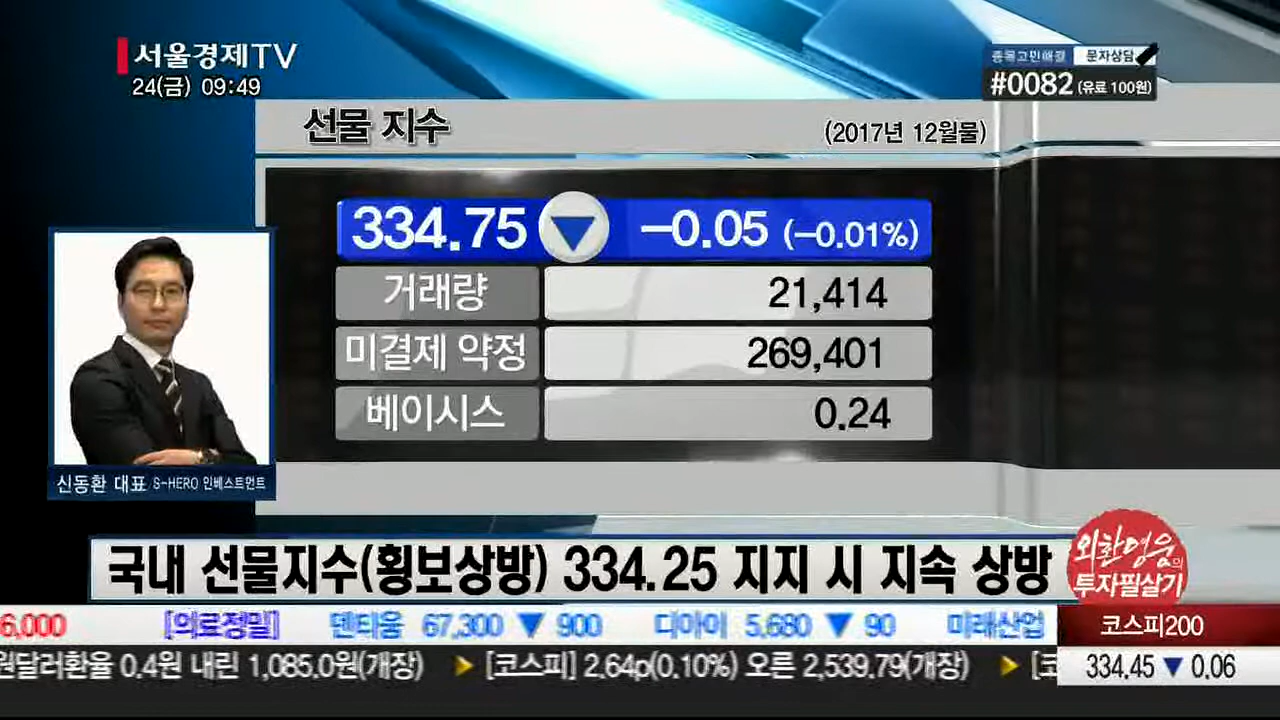 서울경제TV
24(금) 09:49
종목고민해결 문자상담
#0082 (유료 100원)
선물 지수
(2017년 12월물)
334.75 ▼ -0.05 (-0.01%)
거래량 21,414
미결제 약정 269,401
베이시스 0.24
신동환 대표 S-HERO 인베스트먼트
국내 선물지수(횡보상방) 334.25 지지 시 지속 상방
외환영웅의
투자필살기
6,000 [의료정밀] 덴티움 67,300 ▼ 900 디아이 5,680 ▼ 90 미래산업
코스피200
원달러환율 0.4원 내린 1,085.0원(개장) ▶ [코스피] 2.64p(0.10%) 오른 2,539.79(개장) ▶ [코
334.45 ▼ 0.06